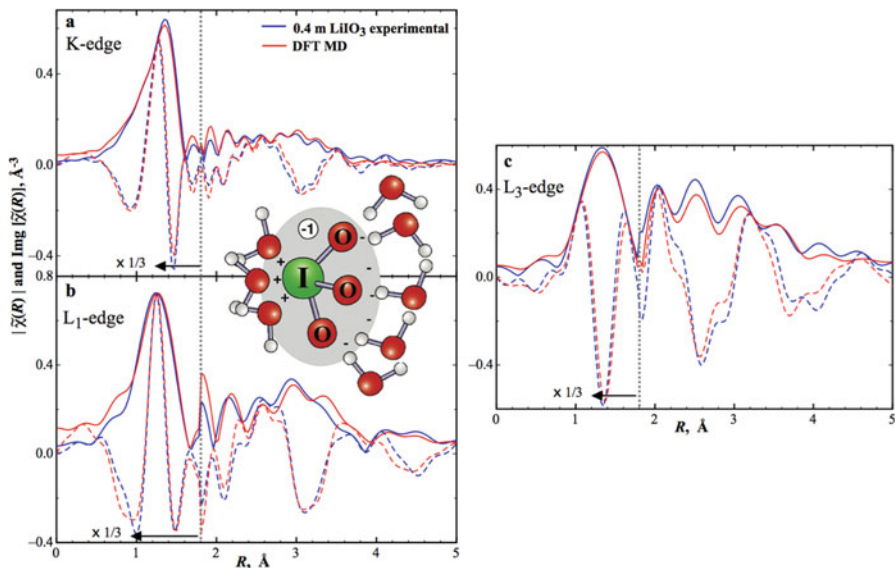 a
K-edge
0.4 m LiIO₃ experimental
DFT MD
0.4
0.0
−0.4
x 1/3
0.8
b
L₁-edge
0.4
0.0
−0.4
x 1/3
0 1 2 3 4 5
R, Å
| χ̃(R) | and Img |χ̃(R)|, Å⁻³
-1
I
O
O
O
+
+
+
-
-
-
-
-
c
L₃-edge
0.4
0.0
−0.4
x 1/3
0 1 2 3 4 5
R, Å